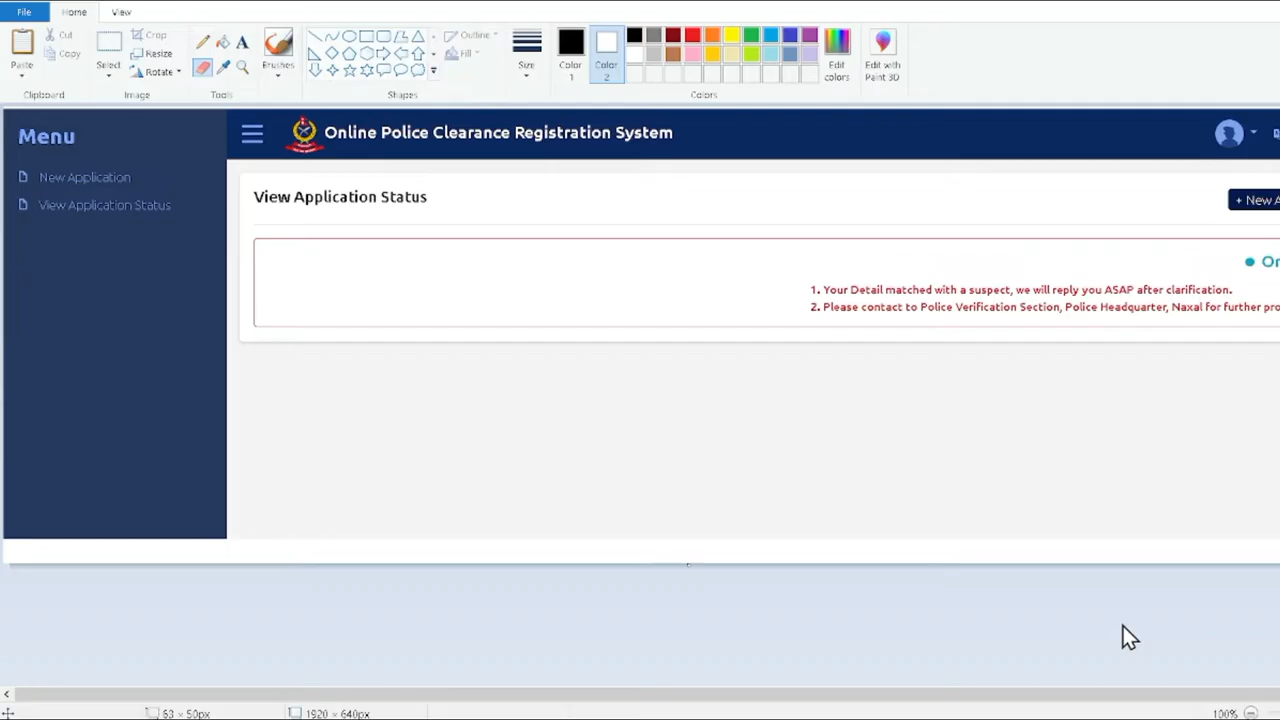 File Home View
Paste Cut Copy Select Crop Resize Rotate Brushes Outline Fill Size Color 1 Color 2 Edit colors Edit with Paint 3D
Clipboard Image Tools Shapes Colors
Menu
New Application
View Application Status
Online Police Clearance Registration System
View Application Status
+ New A
Or
1. Your Detail matched with a suspect, we will reply you ASAP after clarification.
2. Please contact to Police Verification Section, Police Headquarter, Naxal for further pro
63 × 50px 1920 × 640px 100%